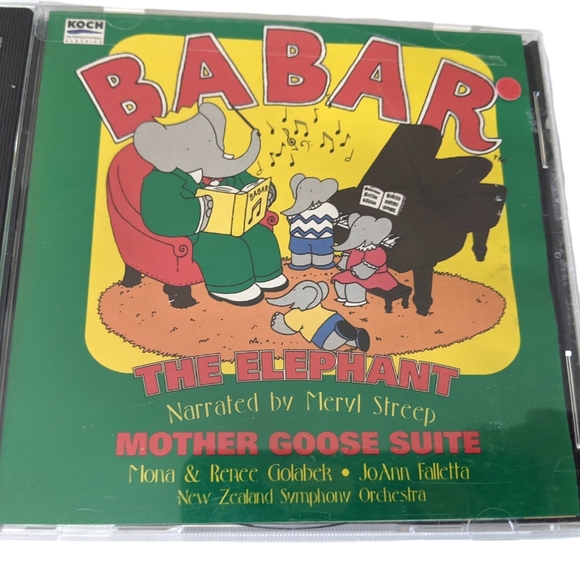 KOCH
INTERNATIONAL
CLASSICS
BABAR
TM
BABAR
THE ELEPHANT
Narrated by Meryl Streep
MOTHER GOOSE SUITE
Mona & Renee Golabek • JoAnn Falletta
New Zealand Symphony Orchestra